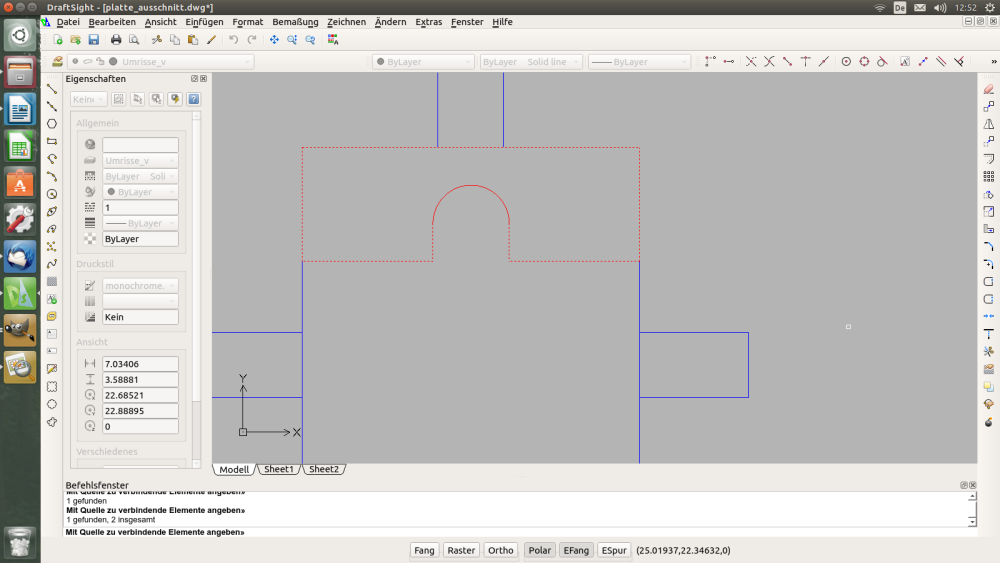 DraftSight - [platte_ausschnitt.dwg*]
De
12:52
Datei Bearbeiten Ansicht Einfügen Format Bemaßung Zeichnen Ändern Extras Fenster Hilfe
Umrisse_v
ByLayer
ByLayer Solid line
ByLayer
»
Eigenschaften
Keine
Allgemein
Umrisse_v
ByLayer Soli
ByLayer
1
ByLayer
ByLayer
Druckstil
monochrome.
Kein
Ansicht
7.03406
3.58881
22.68521
22.88895
0
Verschiedenes
Y
X
Modell Sheet1 Sheet2
Befehlsfenster
Mit Quelle zu verbindende Elemente angeben»
1 gefunden
Mit Quelle zu verbindende Elemente angeben»
1 gefunden, 2 insgesamt
Mit Quelle zu verbindende Elemente angeben»
Fang Raster Ortho Polar EFang ESpur (25.01937,22.34632,0)